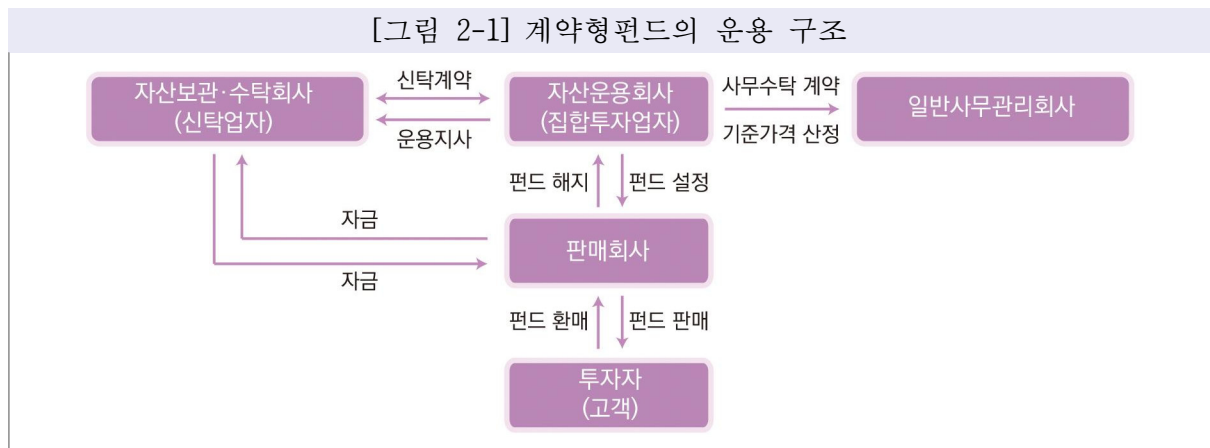 [그림 2-1] 계약형펀드의 운용 구조
자산보관·수탁회사
(신탁업자)
신탁계약
운용지사
자산운용회사
(집합투자업자)
사무수탁 계약
기준가격 산정
일반사무관리회사
펀드 해지
펀드 설정
자금
자금
판매회사
펀드 환매
펀드 판매
투자자
(고객)